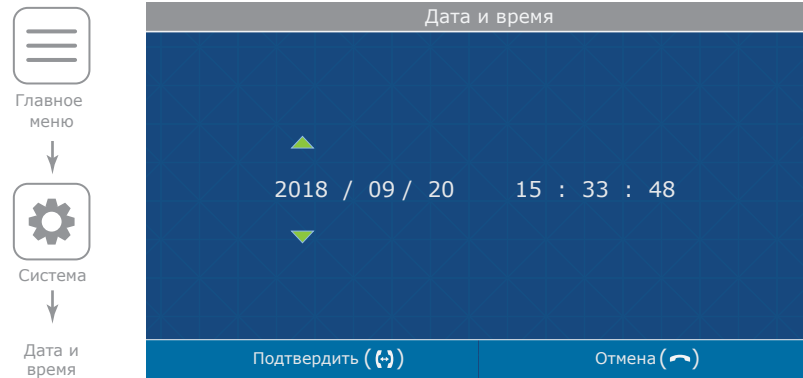 Главное
меню
Система
Дата и
время
Дата и время
2018 / 09 / 20 15 : 33 : 48
Подтвердить ( )
Отмена ( )